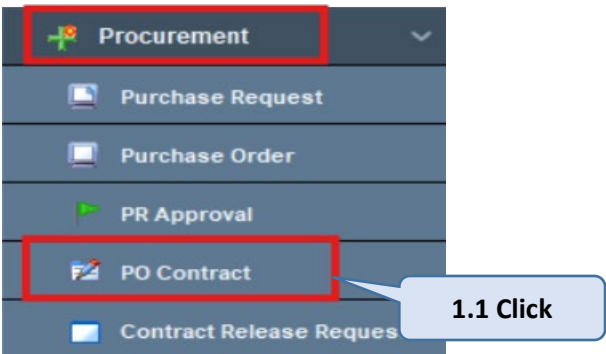 Procurement
Purchase Request
Purchase Order
PR Approval
PO Contract
1.1 Click
Contract Release Reques